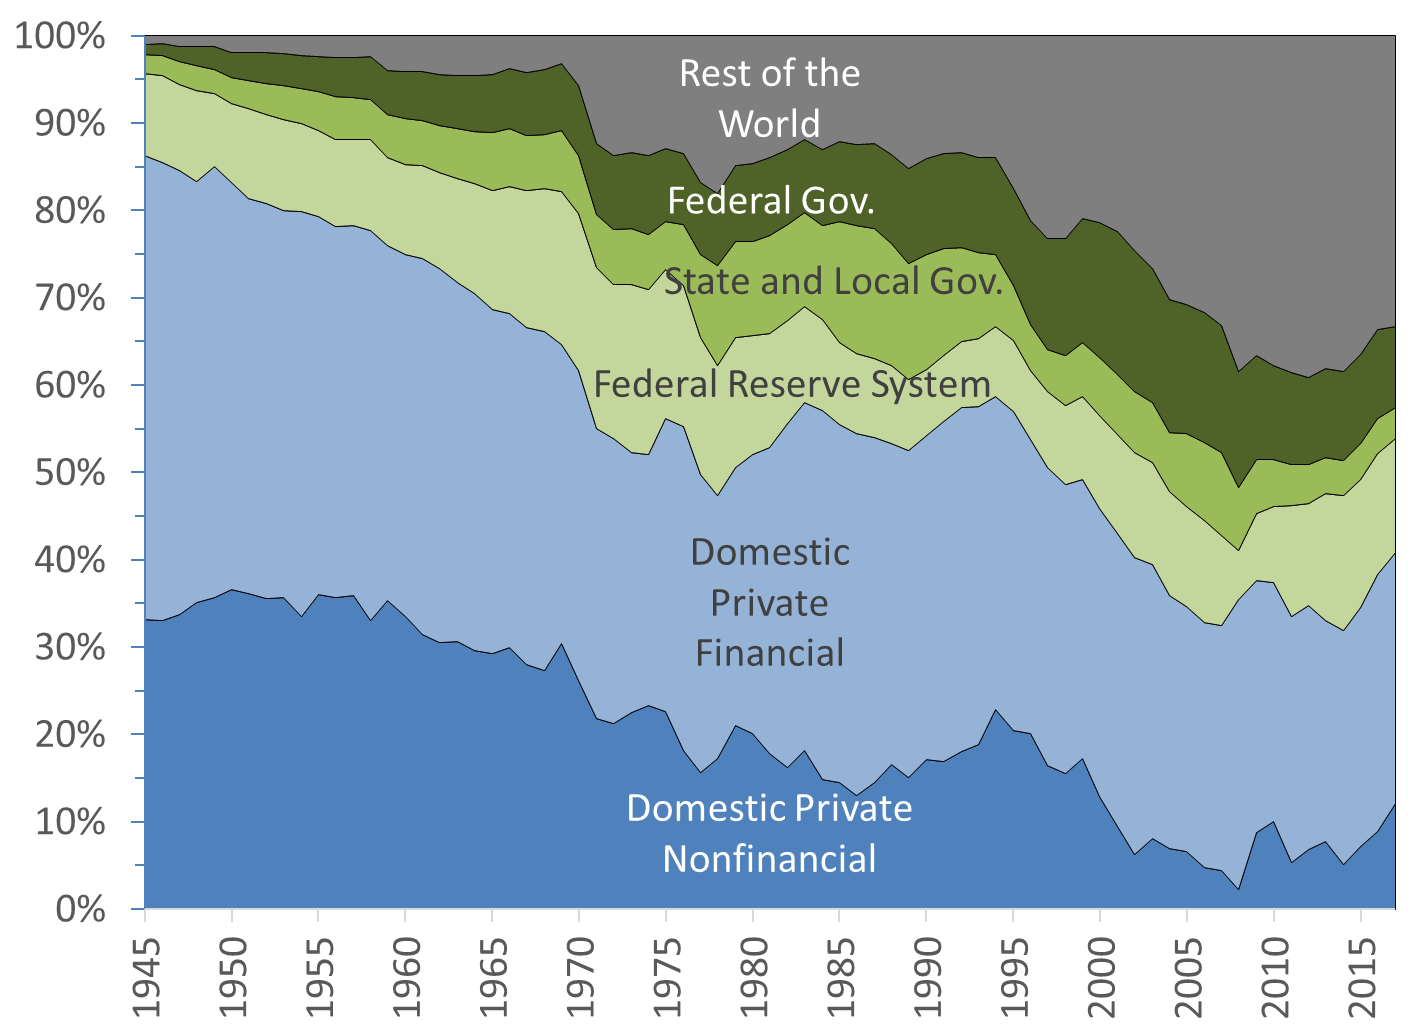 100%
90%
80%
70%
60%
50%
40%
30%
20%
10%
0%
Rest of the
World
Federal Gov.
State and Local Gov.
Federal Reserve System
Domestic
Private
Financial
Domestic Private
Nonfinancial
1945
1950
1955
1960
1965
1970
1975
1980
1985
1990
1995
2000
2005
2010
2015